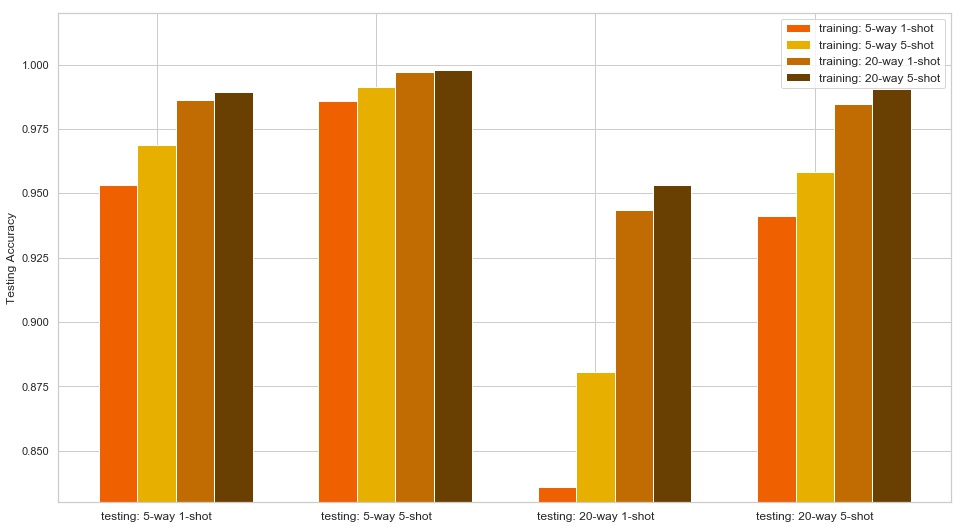 training: 5-way 1-shot
training: 5-way 5-shot
training: 20-way 1-shot
training: 20-way 5-shot
1.000
0.975
0.950
0.925
0.900
0.875
0.850
Testing Accuracy
testing: 5-way 1-shot
testing: 5-way 5-shot
testing: 20-way 1-shot
testing: 20-way 5-shot